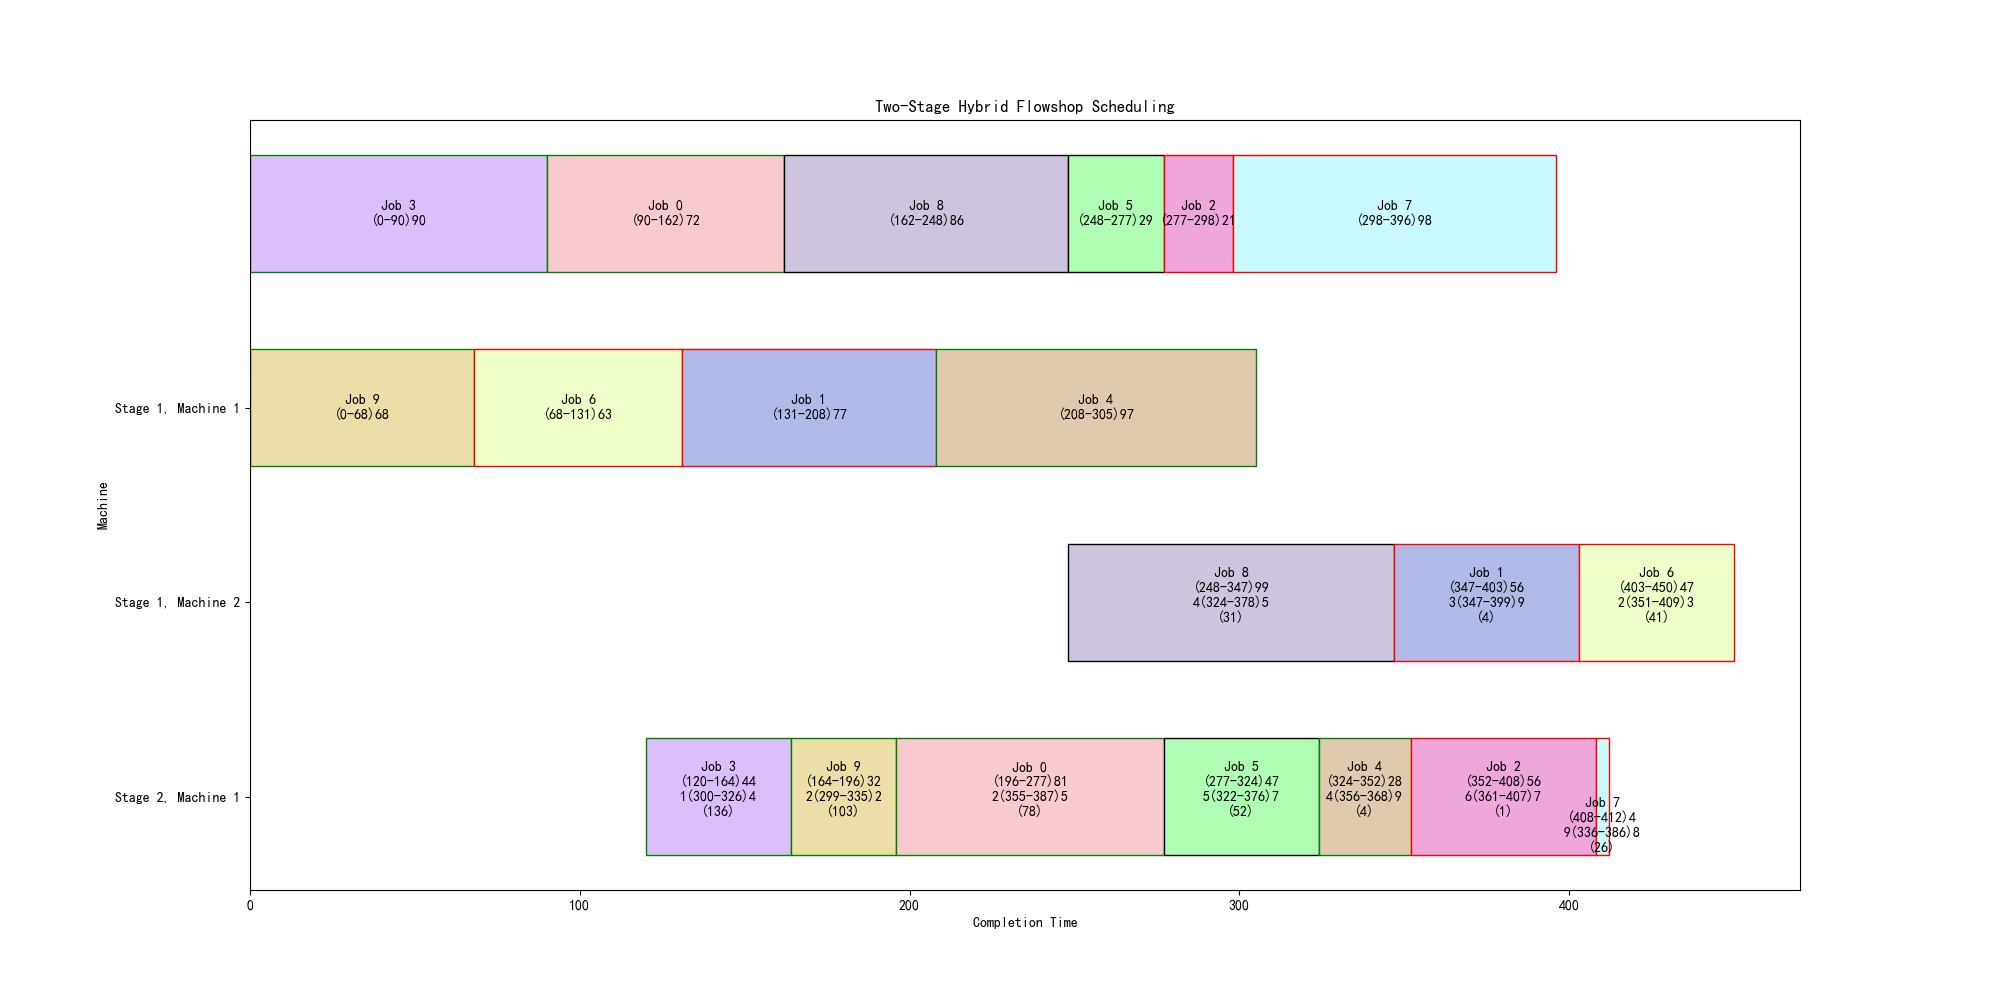 Two-Stage Hybrid Flowshop Scheduling
Job 3
(0-90)90
Job 0
(90-162)72
Job 8
(162-248)86
Job 5
(248-277)29
Job 2
(277-298)21
Job 7
(298-396)98
Stage 1, Machine 1
Job 9
(0-68)68
Job 6
(68-131)63
Job 1
(131-208)77
Job 4
(208-305)97
Machine
Stage 1, Machine 2
Job 8
(248-347)99
4(324-378)5
(31)
Job 1
(347-403)56
3(347-399)9
(4)
Job 6
(403-450)47
2(351-409)3
(41)
Stage 2, Machine 1
Job 3
(120-164)44
1(300-326)4
(136)
Job 9
(164-196)32
2(299-335)2
(103)
Job 0
(196-277)81
2(355-387)5
(78)
Job 5
(277-324)47
5(322-376)7
(52)
Job 4
(324-352)28
4(356-368)9
(4)
Job 2
(352-408)56
6(361-407)7
(1)
Job 7
(408-412)4
9(336-386)8
(26)
0
100
200
300
400
Completion Time